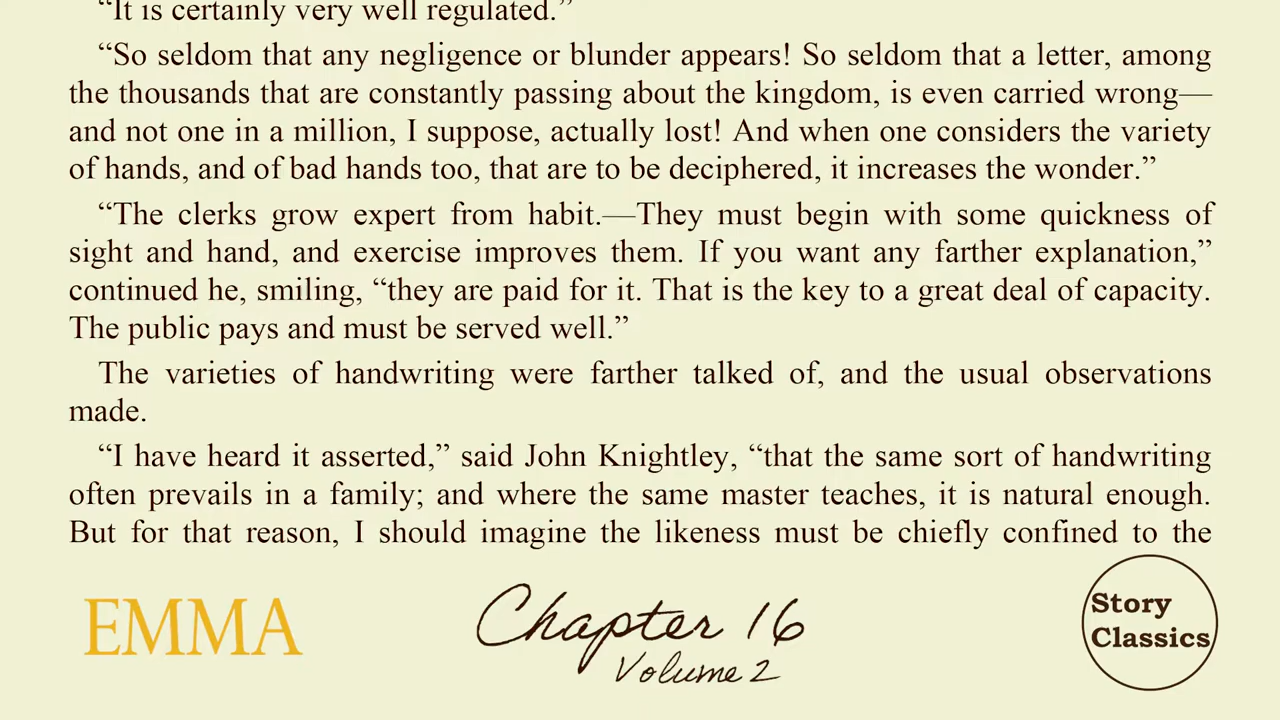 “It is certainly very well regulated.”
“So seldom that any negligence or blunder appears! So seldom that a letter, among
the thousands that are constantly passing about the kingdom, is even carried wrong—
and not one in a million, I suppose, actually lost! And when one considers the variety
of hands, and of bad hands too, that are to be deciphered, it increases the wonder.”
“The clerks grow expert from habit.—They must begin with some quickness of
sight and hand, and exercise improves them. If you want any farther explanation,”
continued he, smiling, “they are paid for it. That is the key to a great deal of capacity.
The public pays and must be served well.”
The varieties of handwriting were farther talked of, and the usual observations
made.
“I have heard it asserted,” said John Knightley, “that the same sort of handwriting
often prevails in a family; and where the same master teaches, it is natural enough.
But for that reason, I should imagine the likeness must be chiefly confined to the
EMMA
Chapter 16
Volume 2
Story
Classics